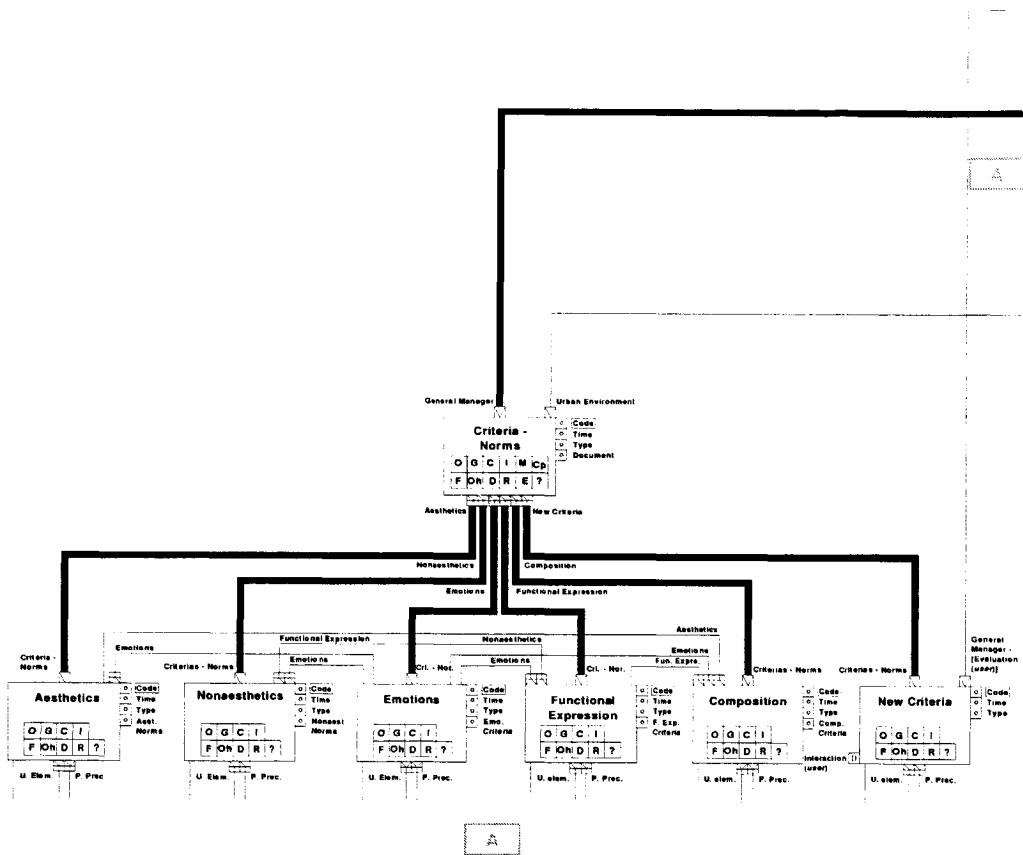 A
General Manager
Urban Environment
Criteria -
Norms
Code
Time
Type
Document
O G C I M Cp
F Oh D R E ?
Aesthetics
New Criteria
Nonaesthetics
Composition
Emotions
Functional Expression
Aesthetics
Functional Expression
Nonaesthetics
Emotions
Emotions
General
Manager -
[Evaluation
(user)]
Criteria -
Norms
Criterias - Norms
Emotions
Cri. - Nor.
Emotions
Cri. - Nor.
Fun. Expre.
Criterias - Norms
Criterias - Norms
Aesthetics
Code
Time
Type
Aest.
Norms
O G C I
F Oh D R ?
U. Elem.
P. Prec
Nonaesthetics
Code
Time
Type
Nonaest
Norms
O G C I
F Oh D R ?
U. Elem.
P. Prec.
Emotions
Code
Time
Type
Emo.
Criteria
O G C I
F Oh D R ?
U. Elem.
P. Prec.
Functional
Expression
Code
Time
Type
F. Exp.
Criteria
O G C I
F Oh D R ?
U. elem.
P. Prec.
Composition
Code
Time
Type
Comp.
Criteria
O G C I
F Oh D R ?
U. elem.
P. Prec.
New Criteria
Code
Time
Type
Interaction
(user)
O G C I
F Oh D R ?
U. elem.
P. Prec.
A